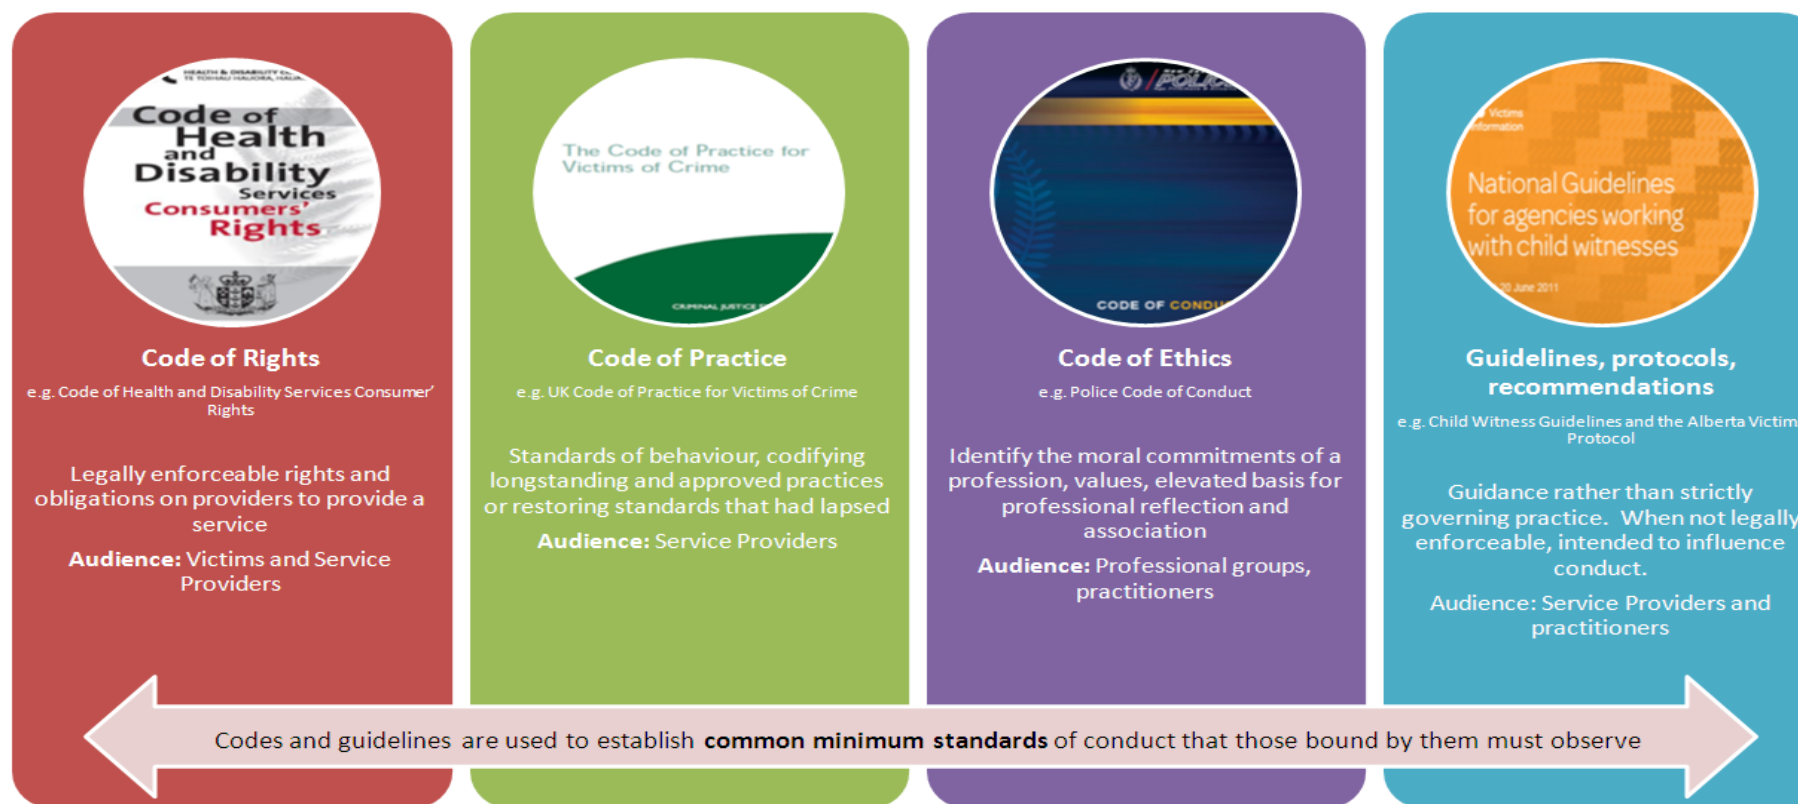 HEALTH & DISABILITY
TE TOIHAU HAUORA,
Code of
Health
and
Disability
Services
Consumers'
Rights
Code of Rights
e.g. Code of Health and Disability Services Consumer'
Rights
Legally enforceable rights and
obligations on providers to provide a
service
Audience: Victims and Service
Providers
The Code of Practice for
Victims of Crime
CRIMINAL JUSTICE
Code of Practice
e.g. UK Code of Practice for Victims of Crime
Standards of behaviour, codifying
longstanding and approved practices
or restoring standards that had lapsed
Audience: Service Providers
POLICE
CODE OF CONDU
Code of Ethics
e.g. Police Code of Conduct
Identify the moral commitments of a
profession, values, elevated basis for
professional reflection and
association
Audience: Professional groups,
practitioners
Victims
nformation
National Guidelines
for agencies working
with child witnesses
20 June 2011
Guidelines, protocols,
recommendations
e.g. Child Witness Guidelines and the Alberta Victim
Protocol
Guidance rather than strictly
governing practice. When not legally
enforceable, intended to influence
conduct.
Audience: Service Providers and
practitioners
Codes and guidelines are used to establish common minimum standards of conduct that those bound by them must observe